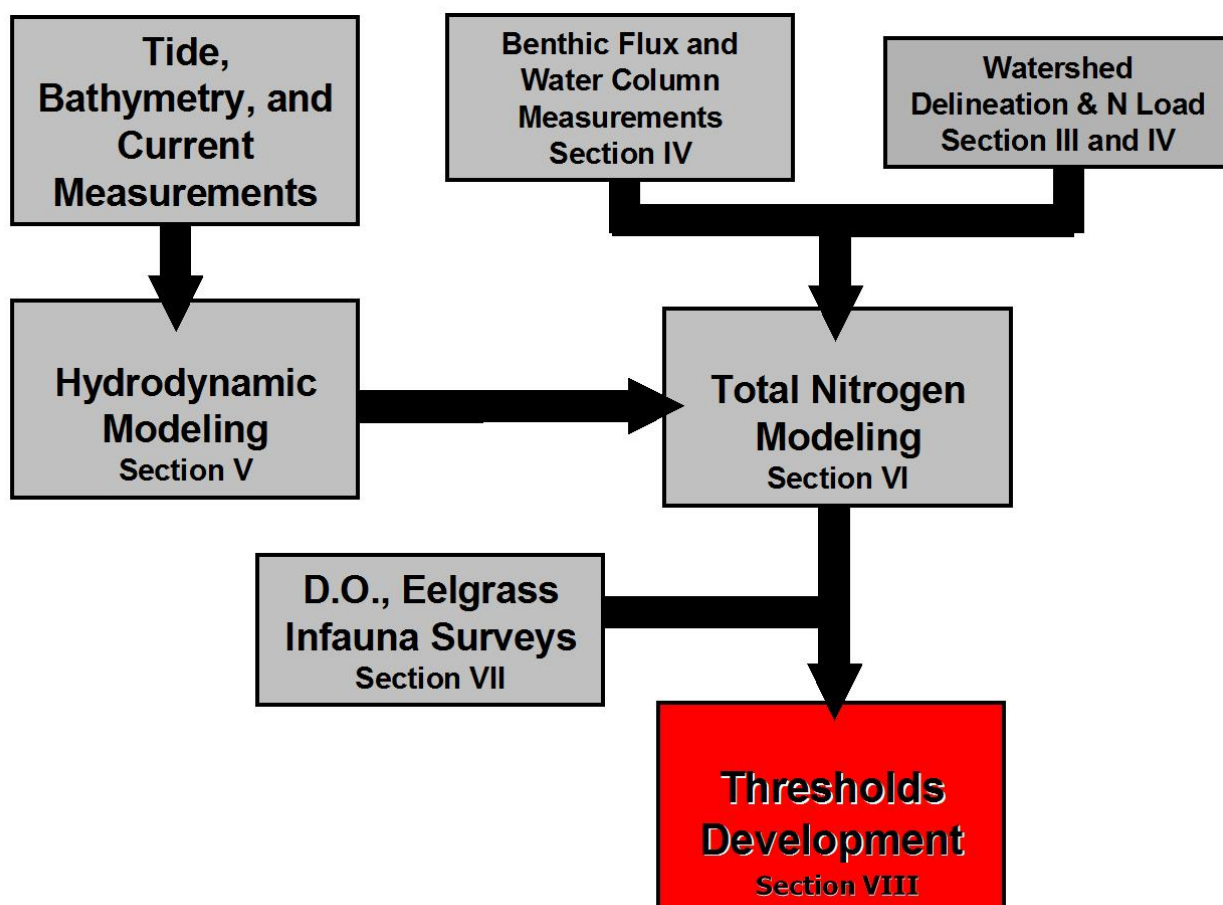 Tide,
Bathymetry, and
Current
Measurements
Benthic Flux and
Water Column
Measurements
Section IV
Watershed
Delineation & N Load
Section III and IV
Hydrodynamic
Modeling
Section V
Total Nitrogen
Modeling
Section VI
D.O., Eelgrass
Infauna Surveys
Section VII
Thresholds
Development
Section VIII